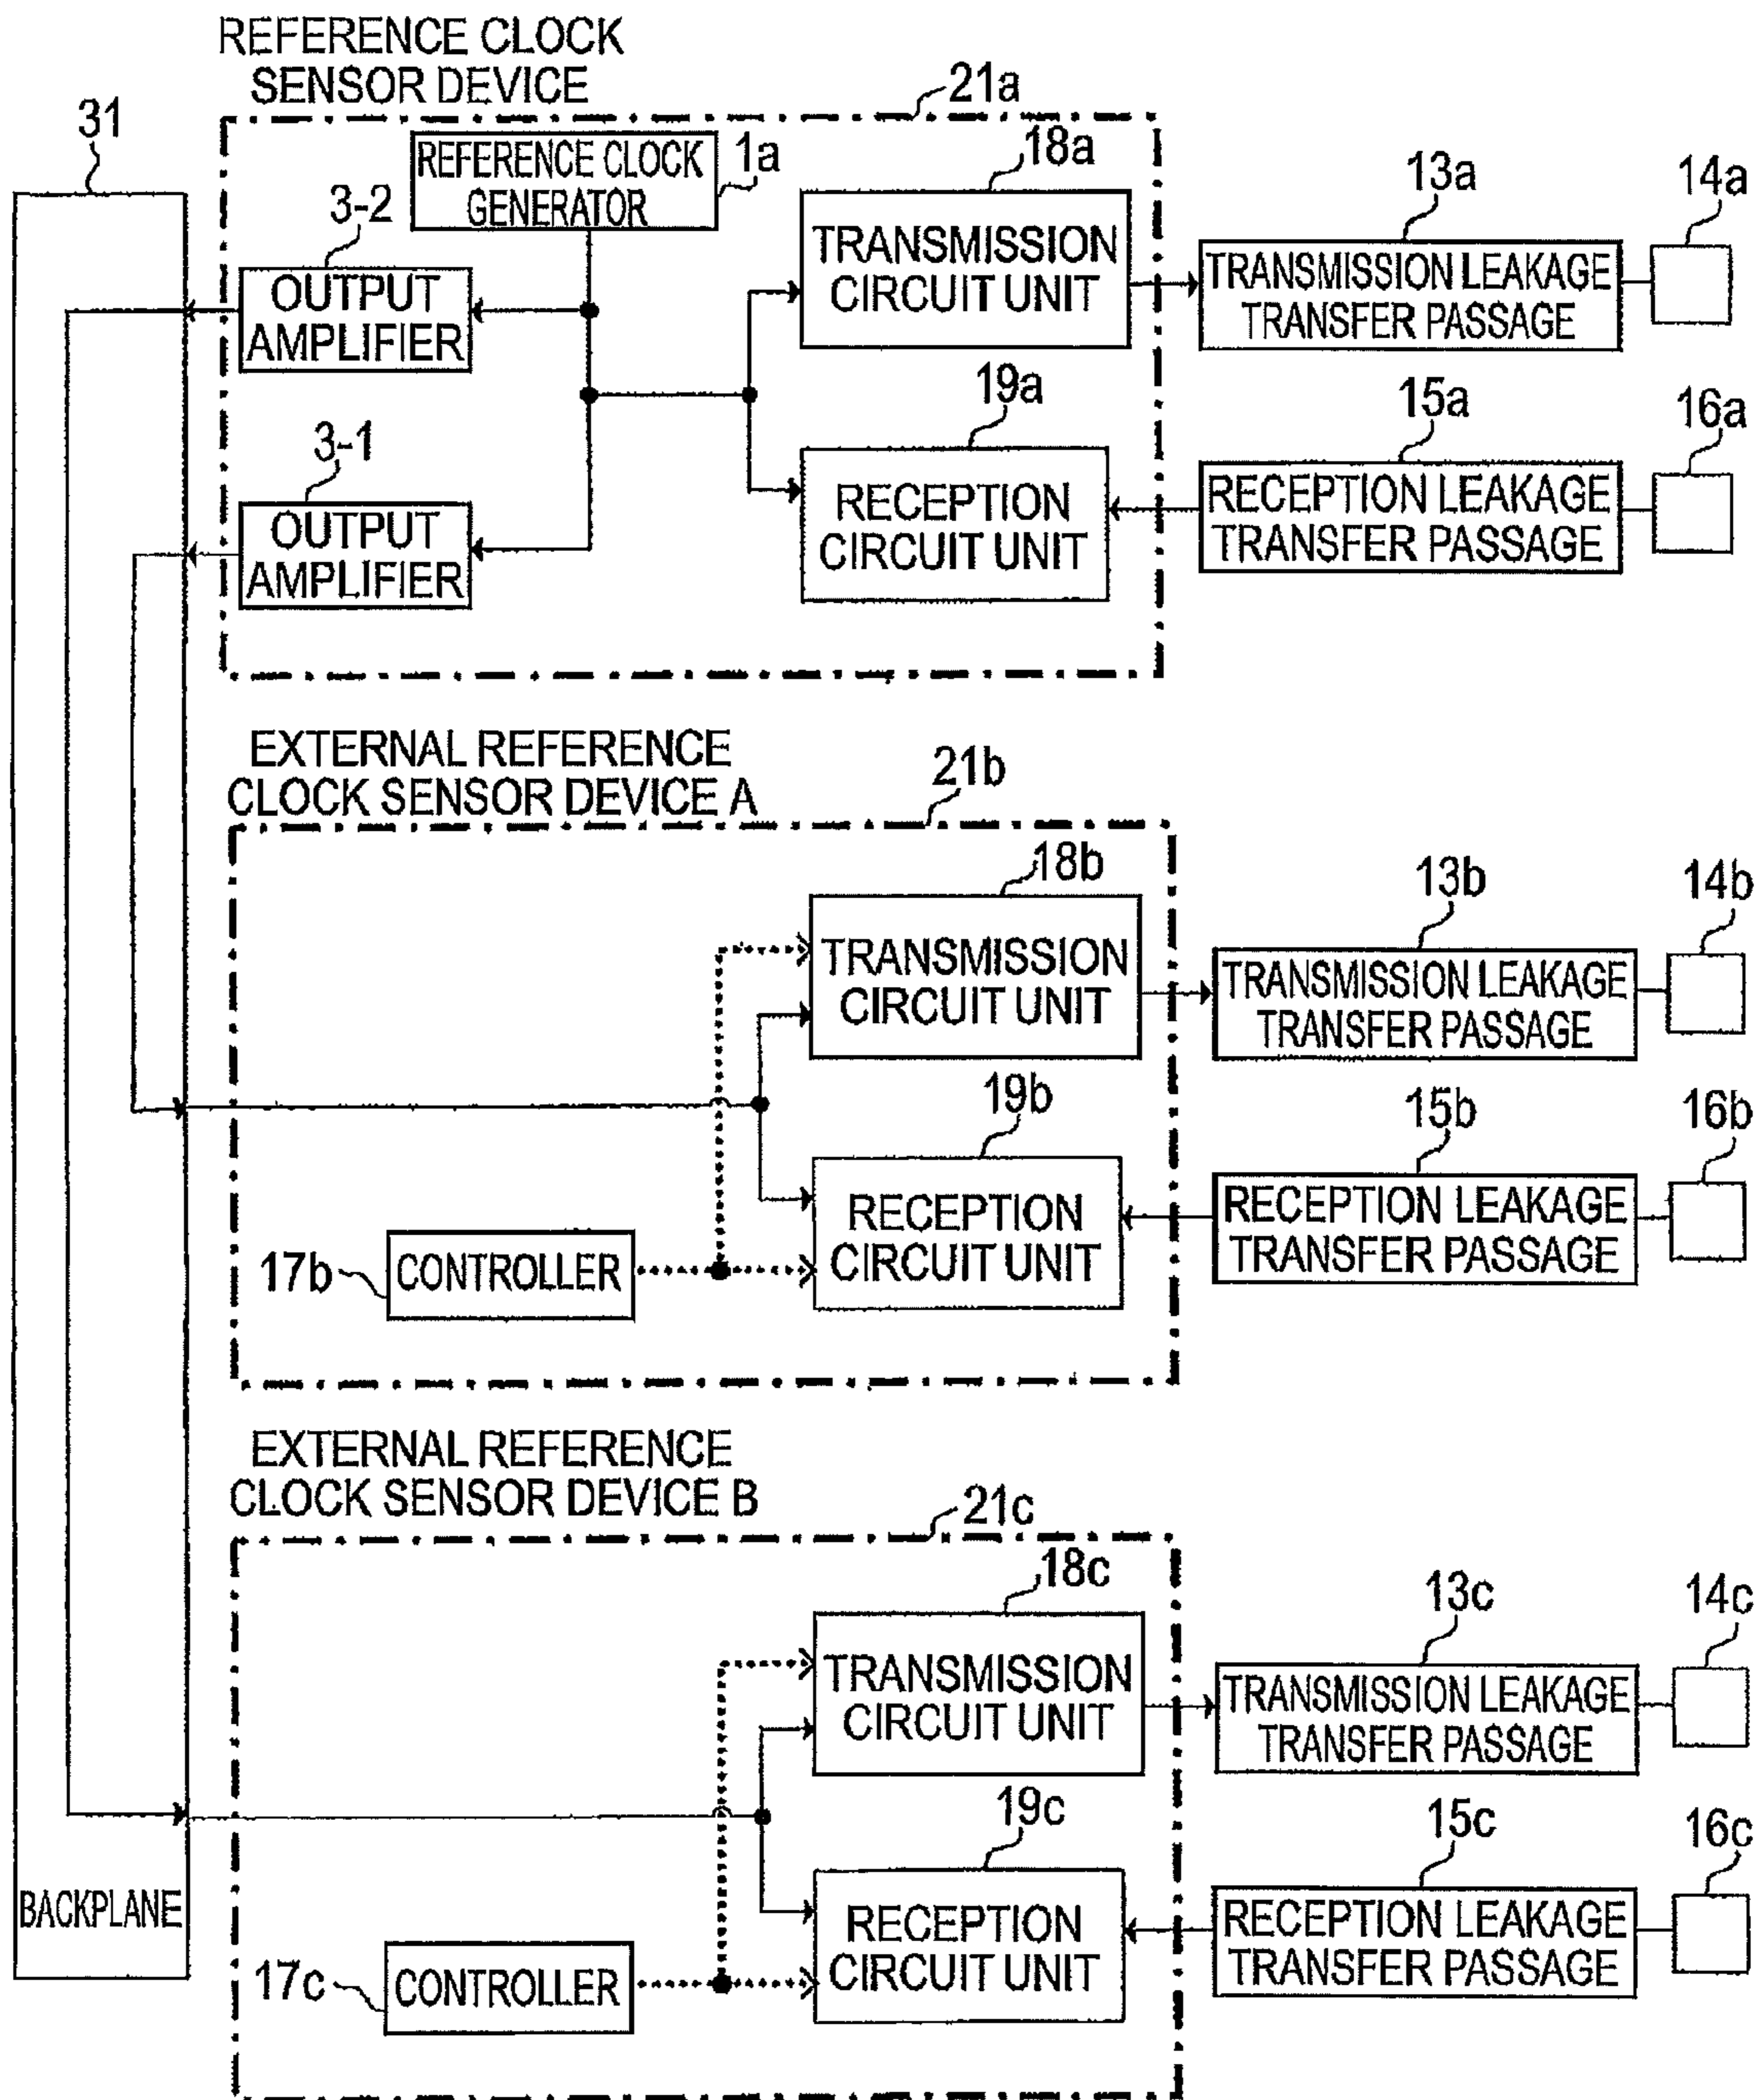 REFERENCE CLOCK
SENSOR DEVICE
21a
31
REFERENCE CLOCK
GENERATOR
1a
18a
3-2
13a
14a
OUTPUT
AMPLIFIER
TRANSMISSION
CIRCUIT UNIT
TRANSMISSION LEAKAGE
TRANSFER PASSAGE
19a
15a
16a
3-1
OUTPUT
AMPLIFIER
RECEPTION
CIRCUIT UNIT
RECEPTION LEAKAGE
TRANSFER PASSAGE
EXTERNAL REFERENCE
CLOCK SENSOR DEVICE A
21b
18b
13b
14b
TRANSMISSION
CIRCUIT UNIT
TRANSMISSION LEAKAGE
TRANSFER PASSAGE
19b
15b
16b
RECEPTION
CIRCUIT UNIT
RECEPTION LEAKAGE
TRANSFER PASSAGE
17b
CONTROLLER
EXTERNAL REFERENCE
CLOCK SENSOR DEVICE B
21c
18c
13c
14c
TRANSMISSION
CIRCUIT UNIT
TRANSMISSION LEAKAGE
TRANSFER PASSAGE
19c
15c
16c
BACKPLANE
RECEPTION
CIRCUIT UNIT
RECEPTION LEAKAGE
TRANSFER PASSAGE
17c
CONTROLLER